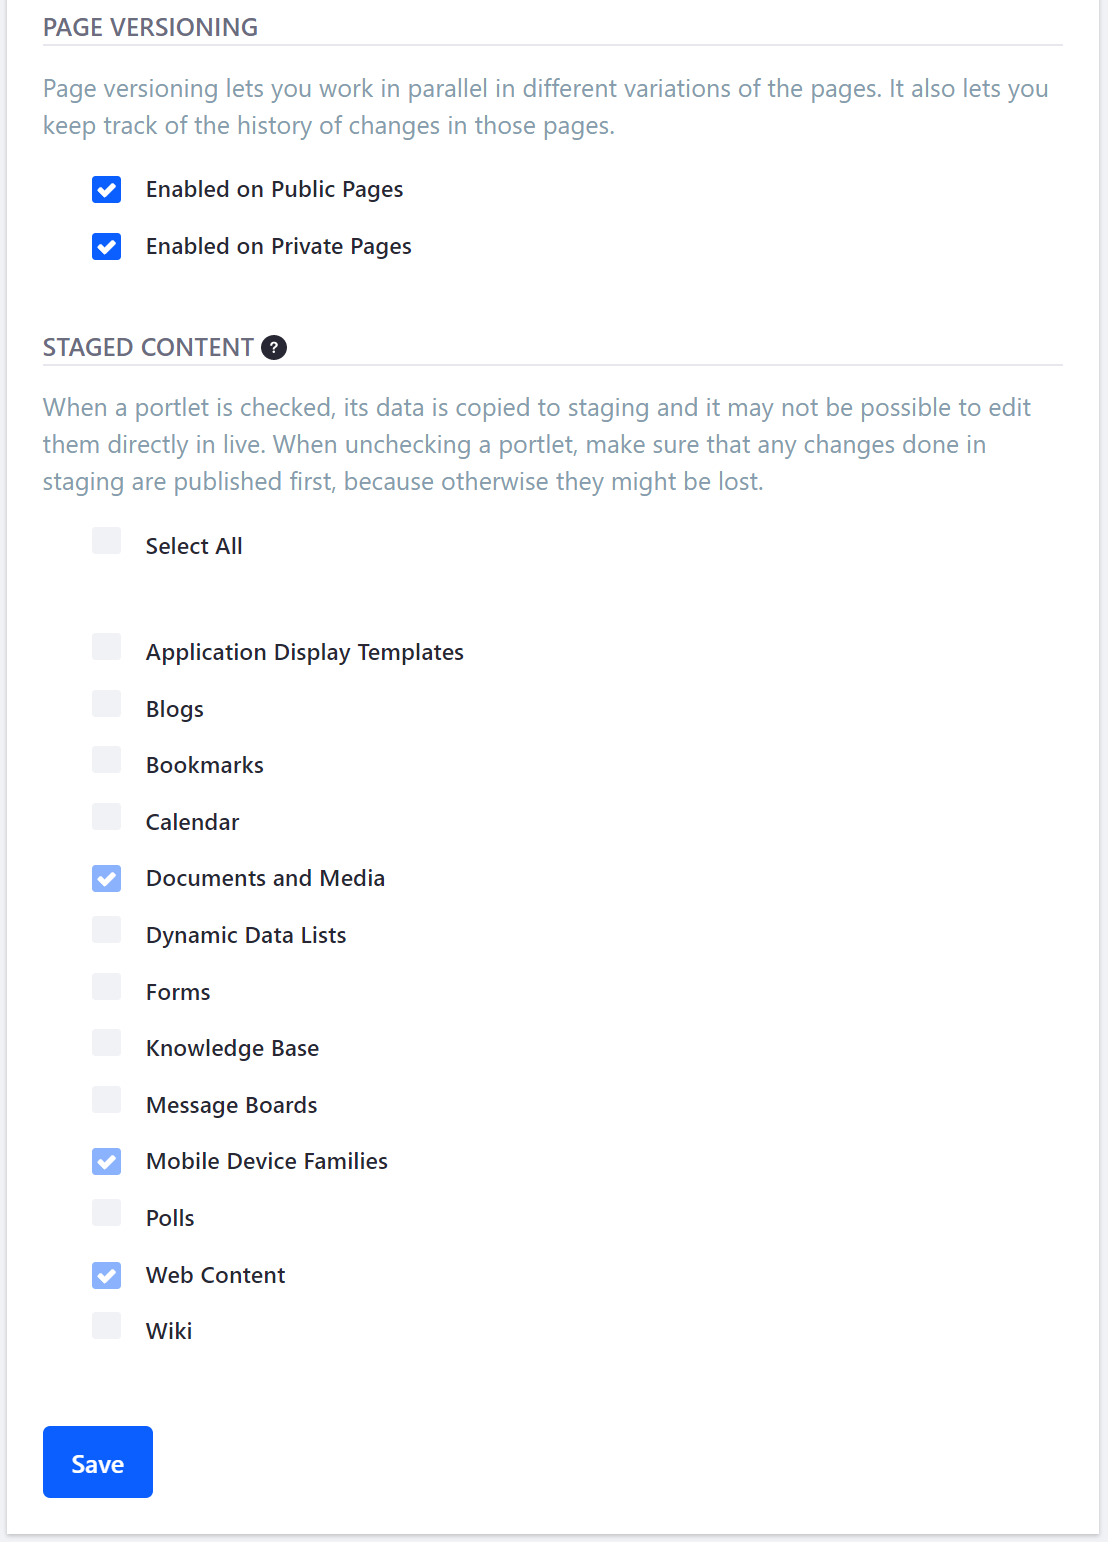 PAGE VERSIONING
Page versioning lets you work in parallel in different variations of the pages. It also lets you
keep track of the history of changes in those pages.
Enabled on Public Pages
Enabled on Private Pages
STAGED CONTENT ?
When a portlet is checked, its data is copied to staging and it may not be possible to edit
them directly in live. When unchecking a portlet, make sure that any changes done in
staging are published first, because otherwise they might be lost.
Select All
Application Display Templates
Blogs
Bookmarks
Calendar
Documents and Media
Dynamic Data Lists
Forms
Knowledge Base
Message Boards
Mobile Device Families
Polls
Web Content
Wiki
Save